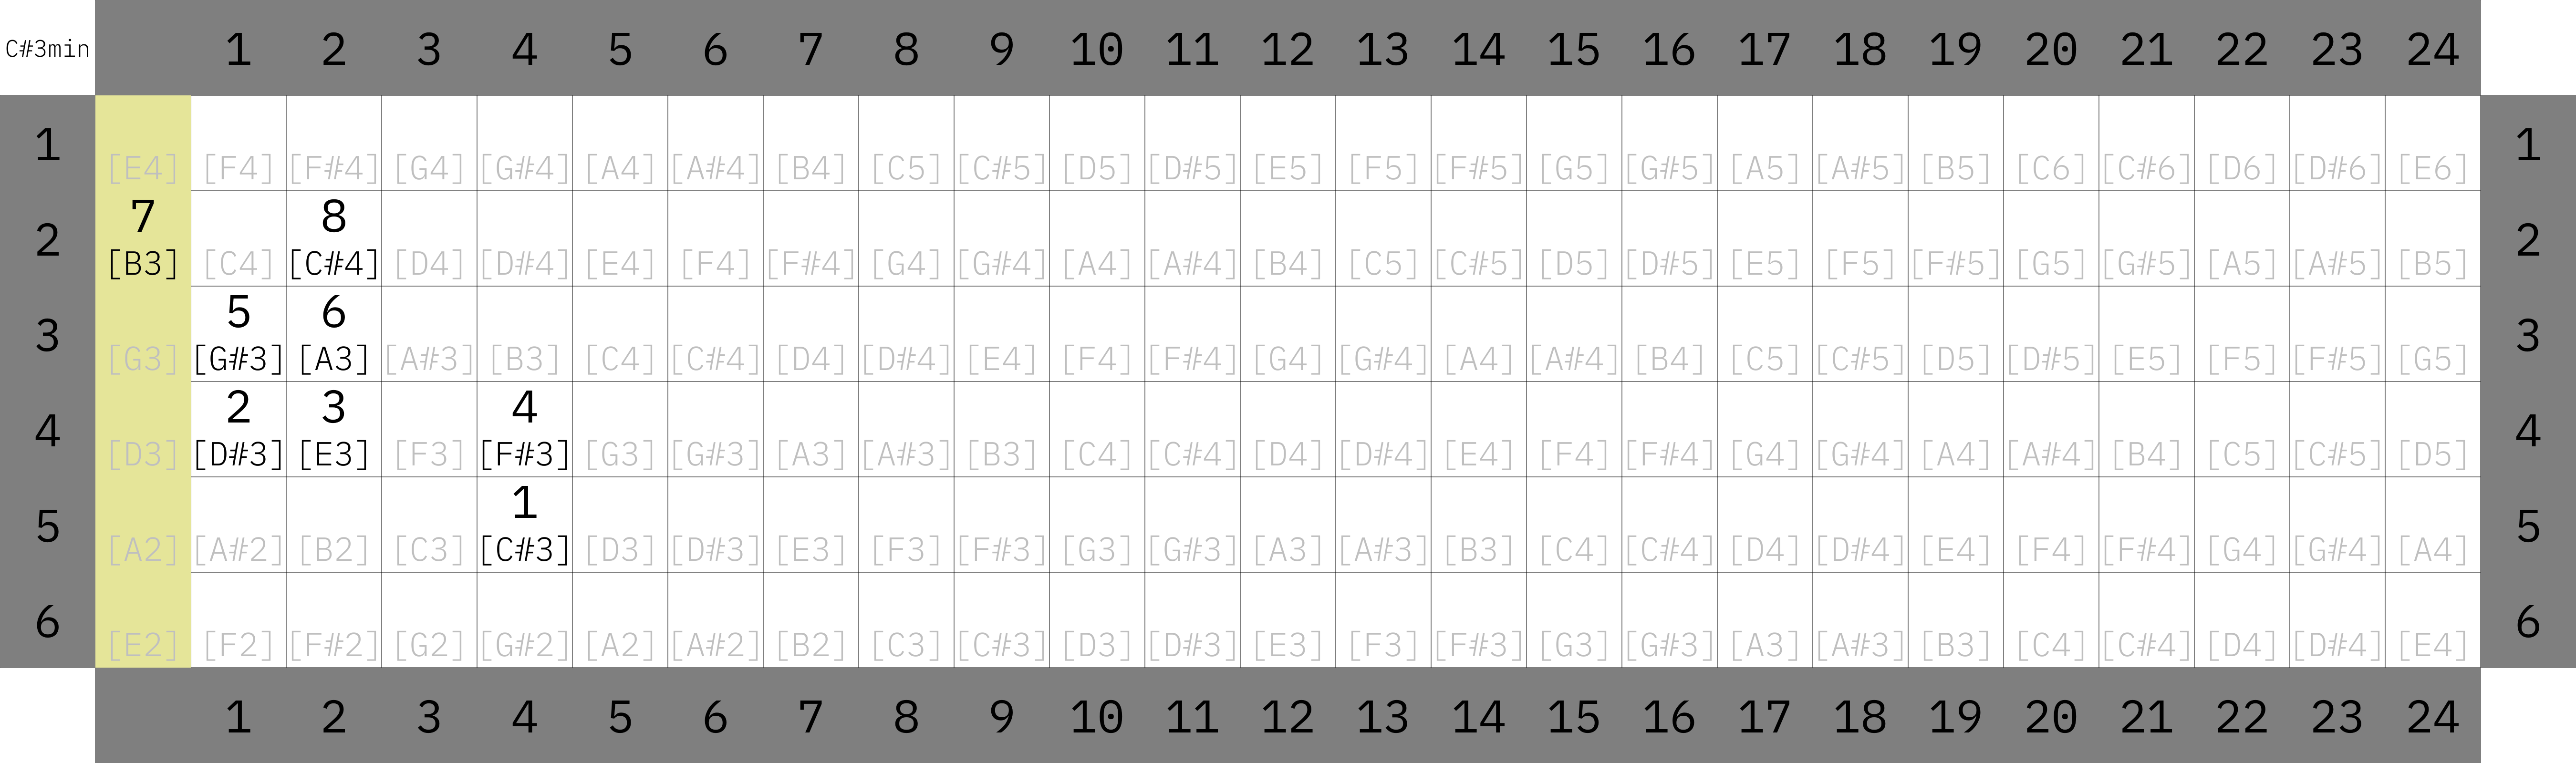 C#3min 1 2 3 4 5 6 7 8 9 10 11 12 13 14 15 16 17 18 19 20 21 22 23 24
1 [E4] [F4] [F#4] [G4] [G#4] [A4] [A#4] [B4] [C5] [C#5] [D5] [D#5] [E5] [F5] [F#5] [G5] [G#5] [A5] [A#5] [B5] [C6] [C#6] [D6] [D#6] [E6] 1
7 8
2 [B3] [C4] [C#4] [D4] [D#4] [E4] [F4] [F#4] [G4] [G#4] [A4] [A#4] [B4] [C5] [C#5] [D5] [D#5] [E5] [F5] [F#5] [G5] [G#5] [A5] [A#5] [B5] 2
5 6
3 [G3] [G#3] [A3] [A#3] [B3] [C4] [C#4] [D4] [D#4] [E4] [F4] [F#4] [G4] [G#4] [A4] [A#4] [B4] [C5] [C#5] [D5] [D#5] [E5] [F5] [F#5] [G5] 3
2 3 4
4 [D3] [D#3] [E3] [F3] [F#3] [G3] [G#3] [A3] [A#3] [B3] [C4] [C#4] [D4] [D#4] [E4] [F4] [F#4] [G4] [G#4] [A4] [A#4] [B4] [C5] [C#5] [D5] 4
1
5 [A2] [A#2] [B2] [C3] [C#3] [D3] [D#3] [E3] [F3] [F#3] [G3] [G#3] [A3] [A#3] [B3] [C4] [C#4] [D4] [D#4] [E4] [F4] [F#4] [G4] [G#4] [A4] 5
6 [E2] [F2] [F#2] [G2] [G#2] [A2] [A#2] [B2] [C3] [C#3] [D3] [D#3] [E3] [F3] [F#3] [G3] [G#3] [A3] [A#3] [B3] [C4] [C#4] [D4] [D#4] [E4] 6
1 2 3 4 5 6 7 8 9 10 11 12 13 14 15 16 17 18 19 20 21 22 23 24